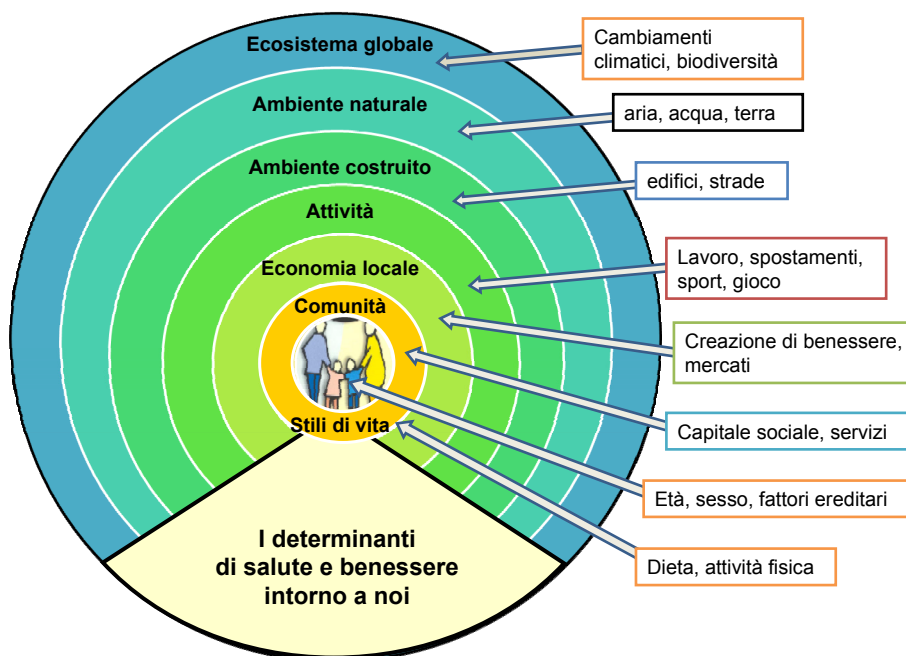 Ecosistema globale
Cambiamenti
climatici, biodiversità
Ambiente naturale
aria, acqua, terra
Ambiente costruito
edifici, strade
Attività
Lavoro, spostamenti,
sport, gioco
Economia locale
Comunità
Creazione di benessere,
mercati
Stili di vita
Capitale sociale, servizi
Età, sesso, fattori ereditari
I determinanti
di salute e benessere
intorno a noi
Dieta, attività fisica